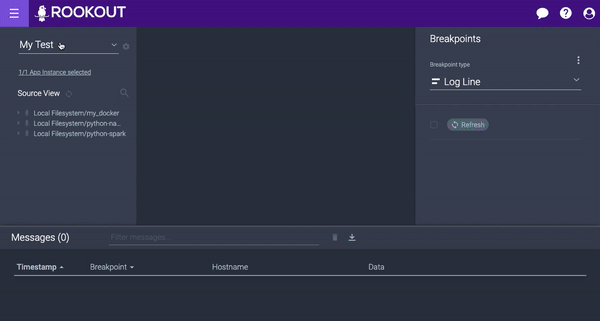 ROOKOUT
My Test
1/1 App Instance selected
Source View
Local Filesystem/my_docker
Local Filesystem/python-na...
Local Filesystem/python-spark
Breakpoints
Breakpoint type
Log Line
Refresh
Messages (0)
Filter messages...
Timestamp Breakpoint Hostname Data